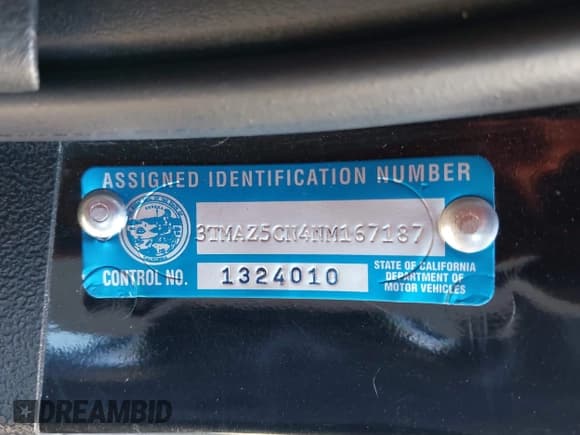 ASSIGNED IDENTIFICATION NUMBER
3TMAZ5CN4NM167187
CONTROL NO. 1324010
STATE OF CALIFORNIA
DEPARTMENT OF
MOTOR VEHICLES
DREAMBID